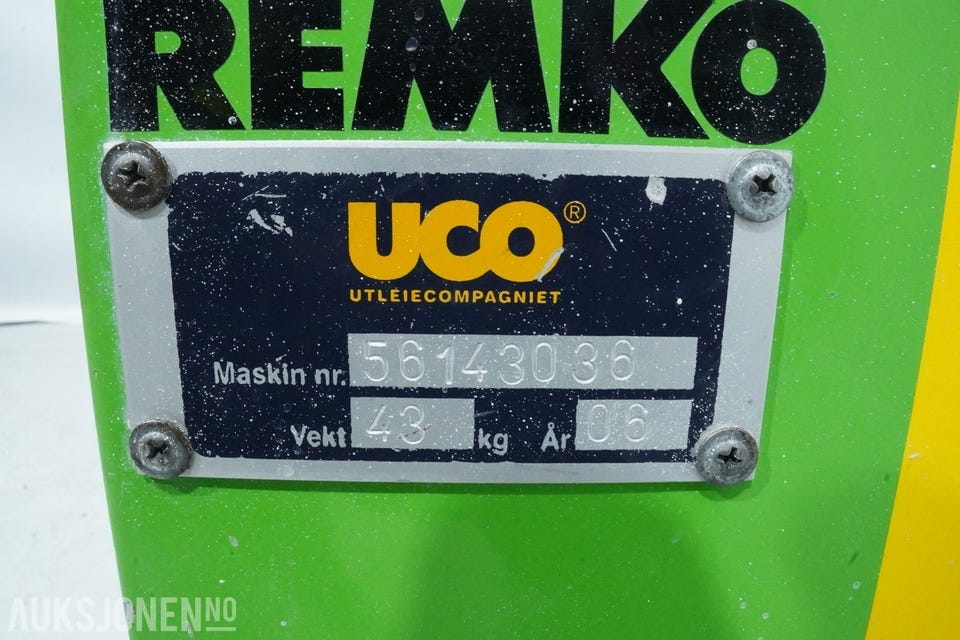 REMKO
UCO®
UTLEIECOMPAGNIET
Maskin nr. 56143036
Vekt 43 kg År 06
AUKSJONEN.NO